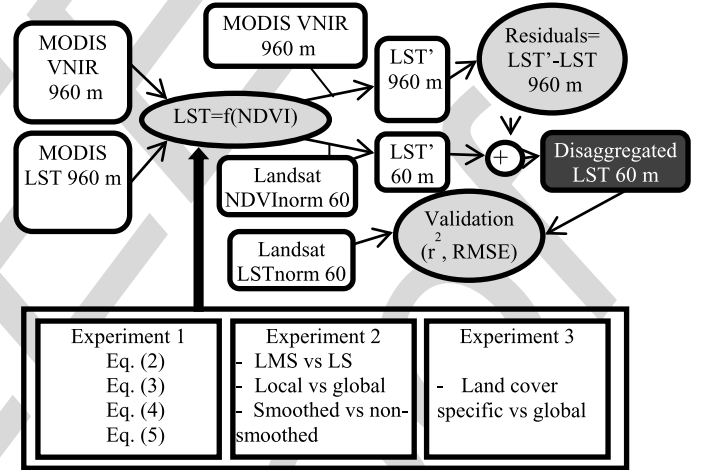 MODIS
VNIR
960 m
MODIS VNIR
960 m
LST’
960 m
Residuals=
LST’-LST
960 m
LST=f(NDVI)
MODIS
LST 960 m
Landsat
NDVInorm 60
LST’
60 m
+
Disaggregated
LST 60 m
Landsat
LSTnorm 60
Validation
(r², RMSE)
Experiment 1
Eq. (2)
Eq. (3)
Eq. (4)
Eq. (5)
Experiment 2
- LMS vs LS
- Local vs global
- Smoothed vs non-
smoothed
Experiment 3
- Land cover
specific vs global